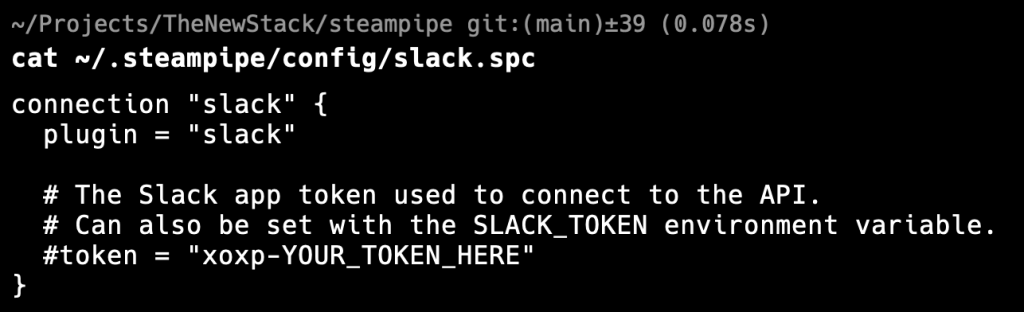 ~/Projects/TheNewStack/steampipe git:(main)±39 (0.078s)
cat ~/.steampipe/config/slack.spc
connection "slack" {
  plugin = "slack"

  # The Slack app token used to connect to the API.
  # Can also be set with the SLACK_TOKEN environment variable.
  #token = "xoxp-YOUR_TOKEN_HERE"
}